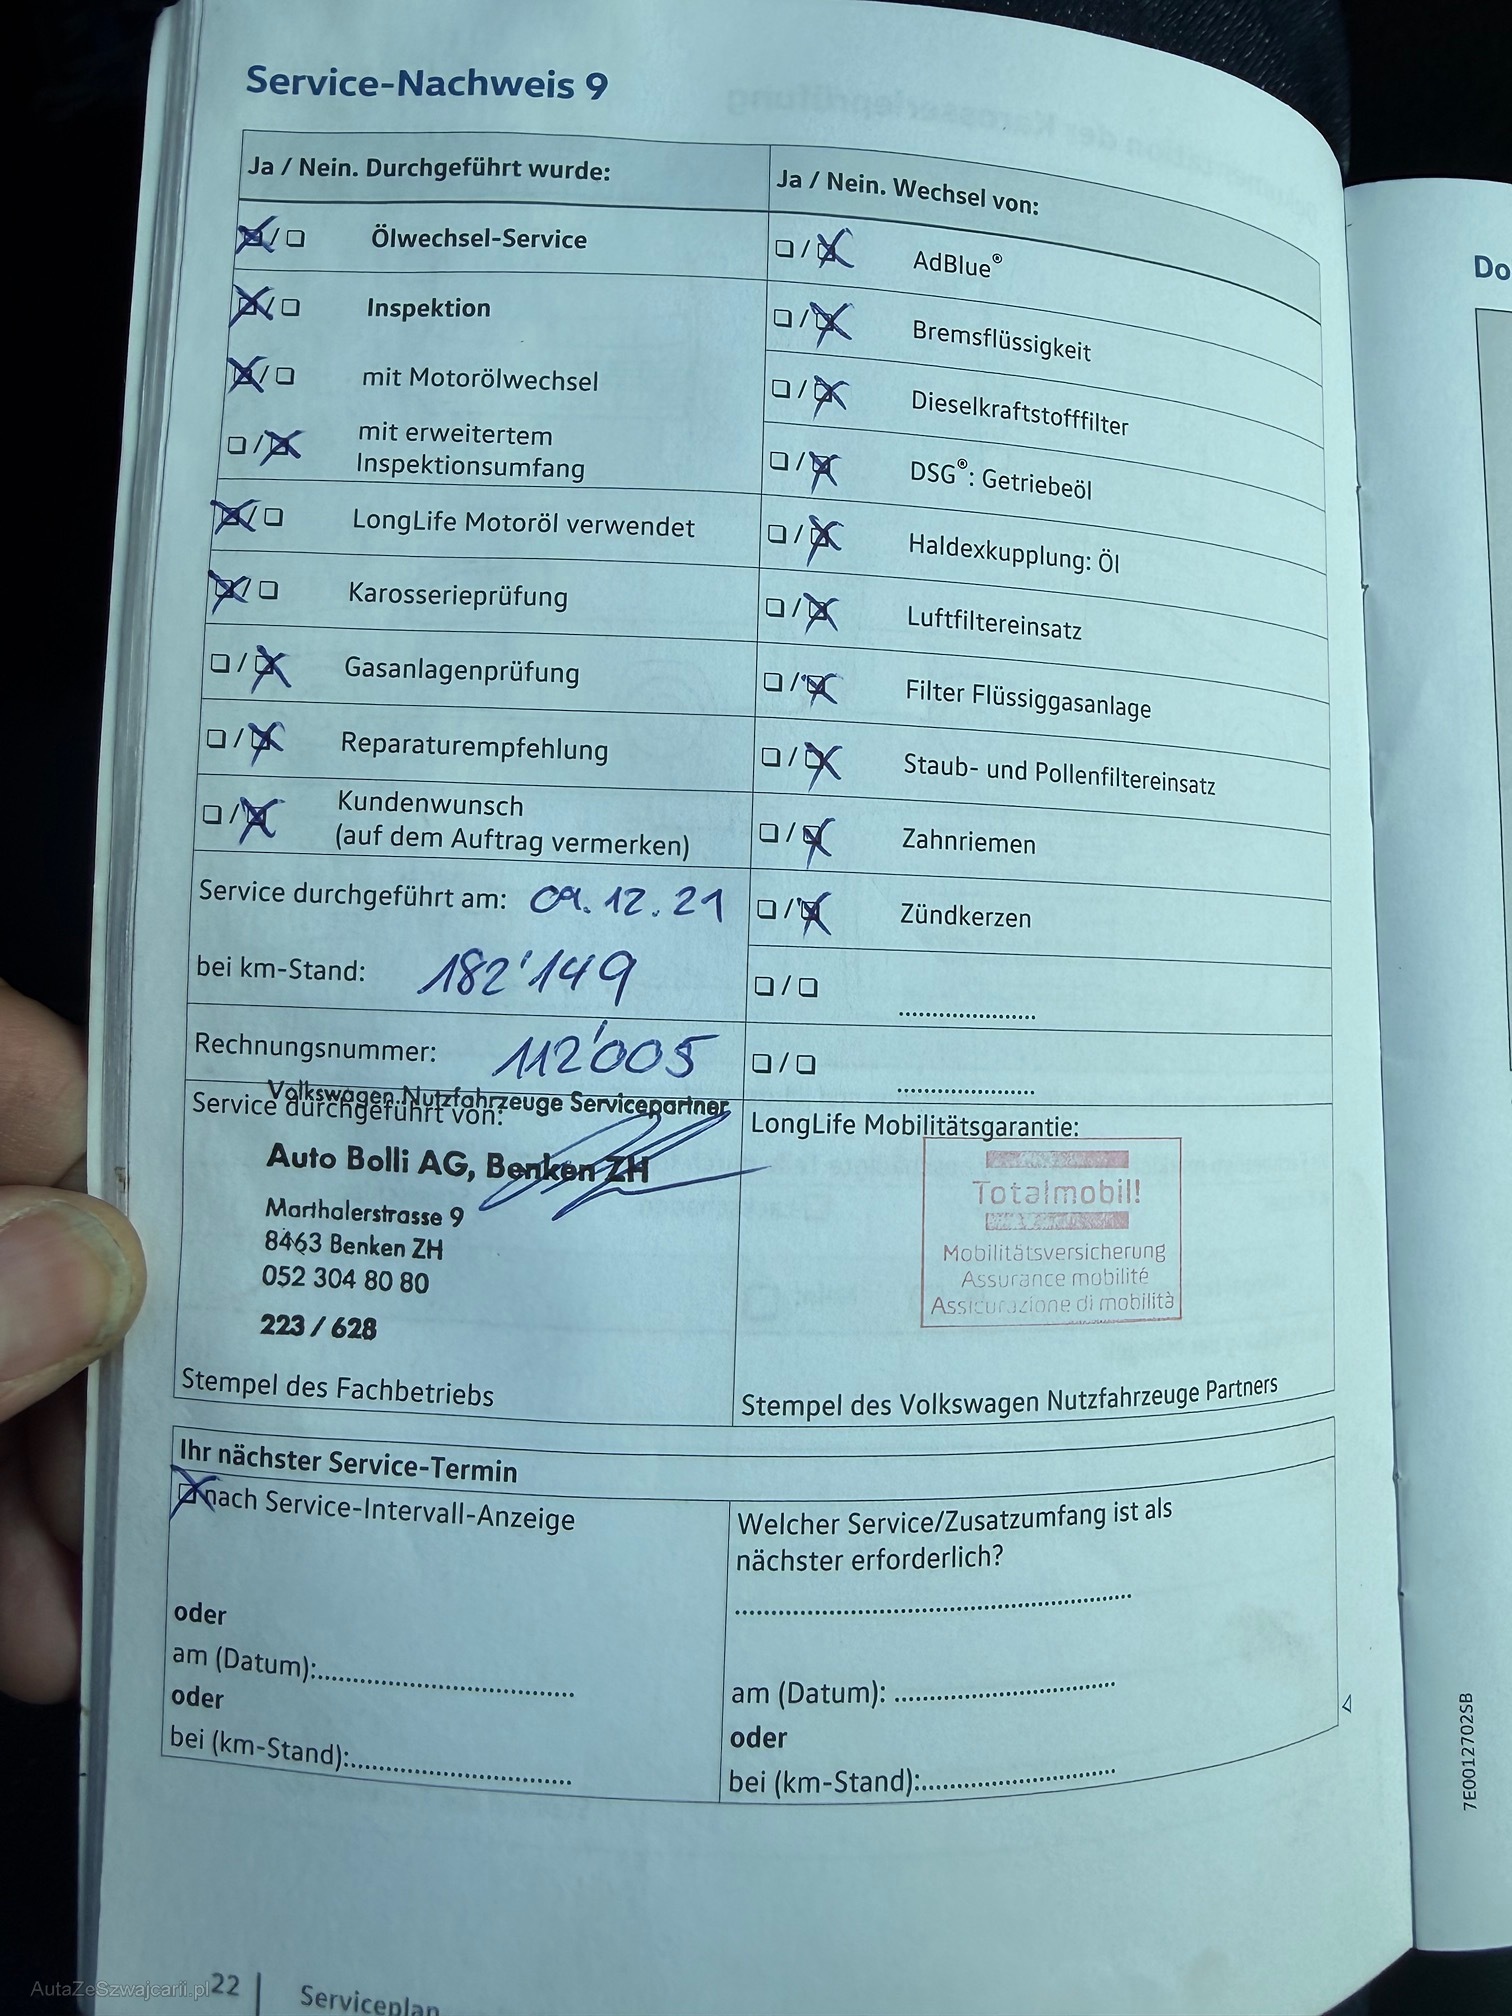 Service-Nachweis 9
Ja / Nein. Durchgeführt wurde:
Ölwechsel-Service
Inspektion
mit Motorölwechsel
mit erweitertem
Inspektionsumfang
LongLife Motoröl verwendet
Karosserieprüfung
Gasanlagenprüfung
Reparaturempfehlung
Kundenwunsch
(auf dem Auftrag vermerken)
Service durchgeführt am: 09.12.21
bei km-Stand: 182'149
Rechnungsnummer: 112'005
Service durchgeführt von:
Volkswagen Nutzfahrzeuge Servicepartner
Auto Bolli AG, Benken ZH
Marthalerstrasse 9
8463 Benken ZH
052 304 80 80
223 / 628
Stempel des Fachbetriebs
Ja / Nein. Wechsel von:
AdBlue®
Bremsflüssigkeit
Dieselkraftstofffilter
DSG®: Getriebeöl
Haldexkupplung: Öl
Luftfiltereinsatz
Filter Flüssiggasanlage
Staub- und Pollenfiltereinsatz
Zahnriemen
Zündkerzen
LongLife Mobilitätsgarantie:
Totalmobil!
Mobilitätsversicherung
Assurance mobilité
Assicurazione di mobilità
Stempel des Volkswagen Nutzfahrzeuge Partners
Ihr nächster Service-Termin
nach Service-Intervall-Anzeige
oder
am (Datum):
oder
bei (km-Stand):
Welcher Service/Zusatzumfang ist als
nächster erforderlich?
am (Datum):
oder
bei (km-Stand):
22 | Serviceplan
Do
7E0012702SB
AutaZeSzwajcarii.pl